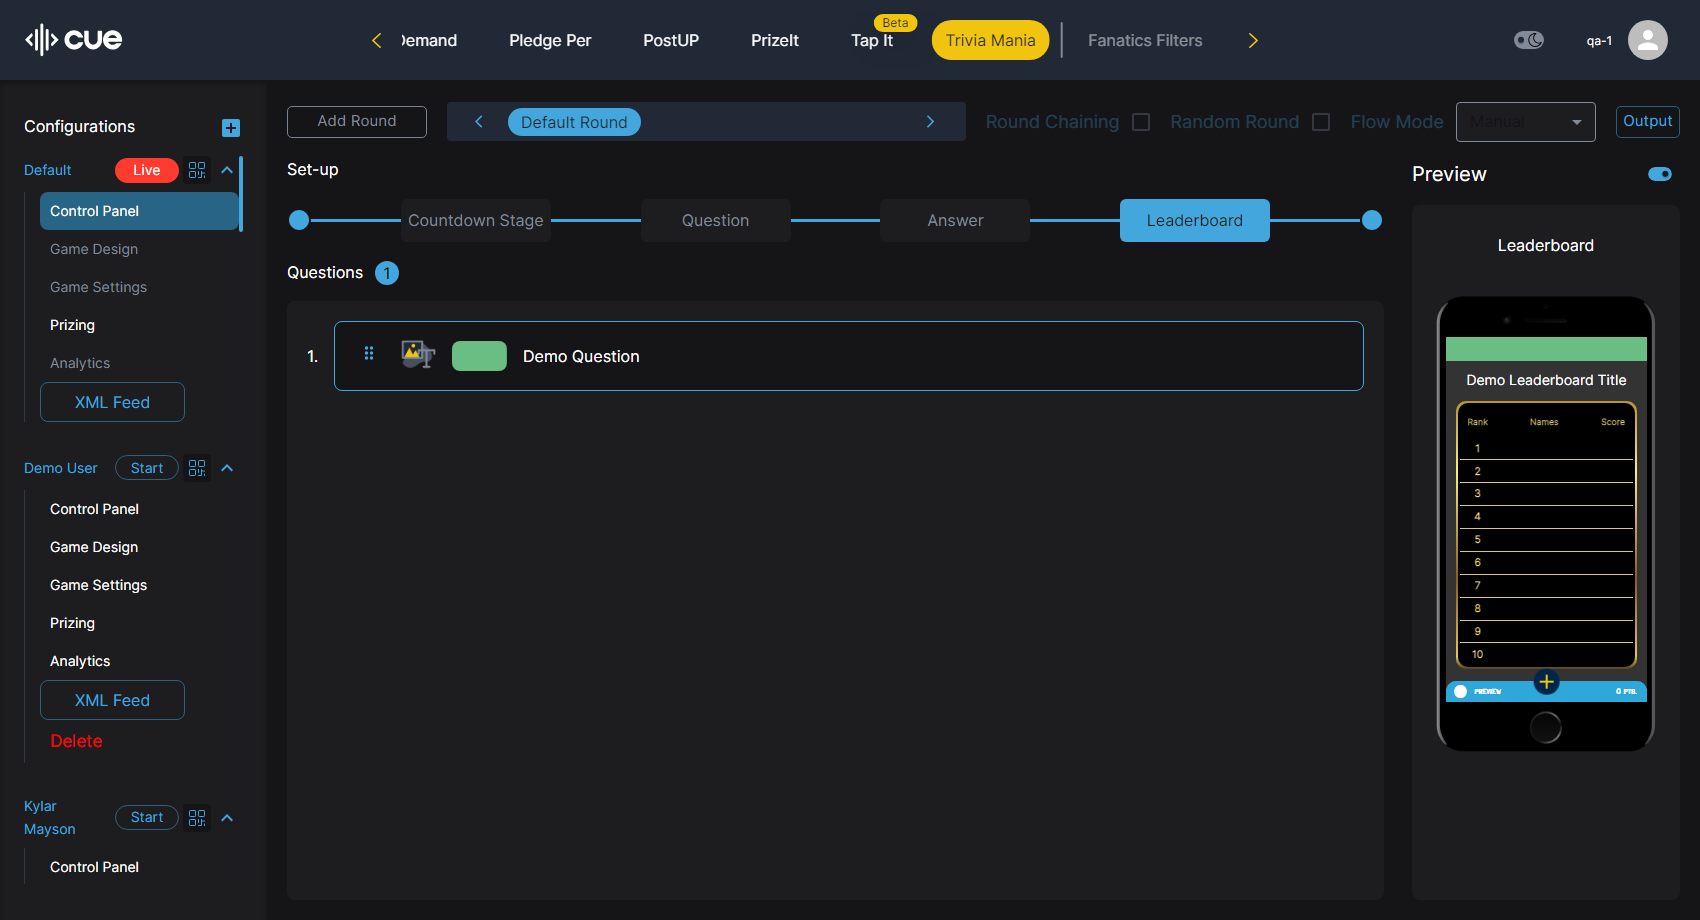 cue
Demand
Pledge Per
PostUP
PrizeIt
Tap It
Beta
Trivia Mania
Fanatics Filters
qa-1
Configurations
Default
Live
Control Panel
Game Design
Game Settings
Prizing
Analytics
XML Feed
Demo User
Start
Control Panel
Game Design
Game Settings
Prizing
Analytics
XML Feed
Delete
Kylar
Mayson
Start
Control Panel
Add Round
Default Round
Round Chaining
Random Round
Flow Mode
Manual
Output
Set-up
Countdown Stage
Question
Answer
Leaderboard
Questions 1
1.
Demo Question
Preview
Leaderboard
Demo Leaderboard Title
Rank Names Score
1
2
3
4
5
6
7
8
9
10
PREVIEW
0 PTS.